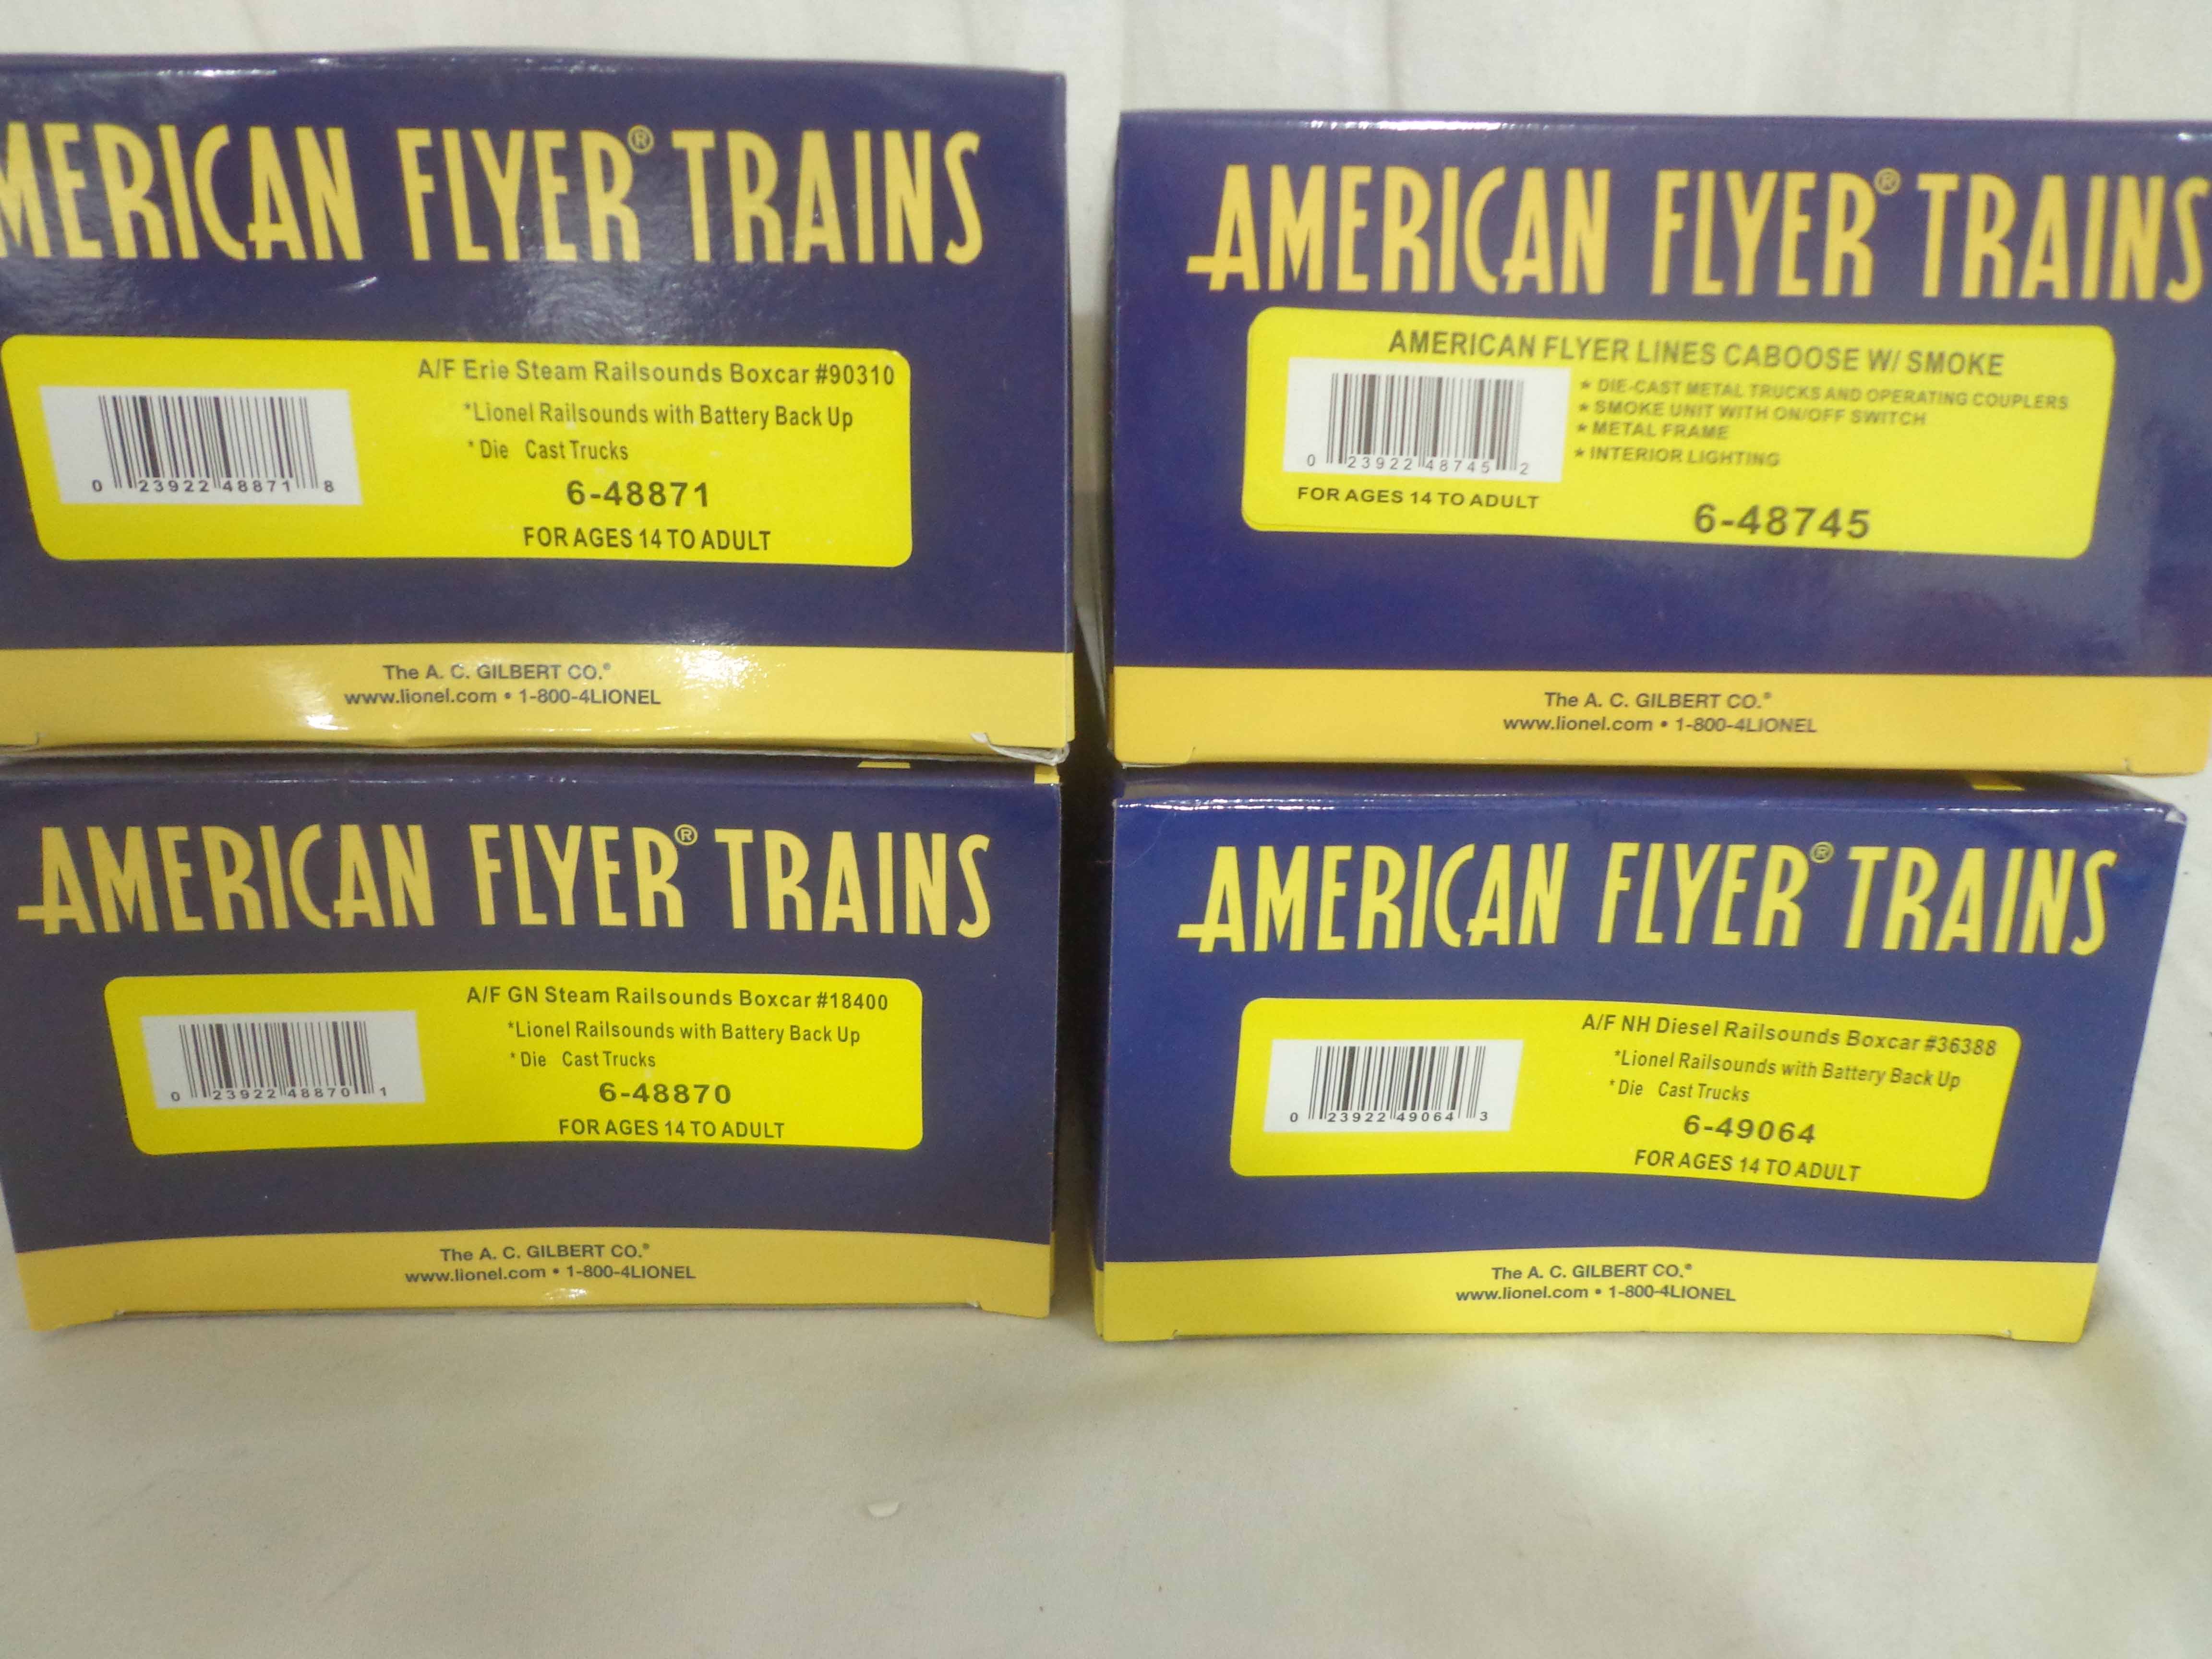 MERICAN FLYER® TRAINS
A/F Erie Steam Railsounds Boxcar #90310
*Lionel Railsounds with Battery Back Up
* Die Cast Trucks
0 23922 48871 8
6-48871
FOR AGES 14 TO ADULT
The A. C. GILBERT CO.®
www.lionel.com • 1-800-4LIONEL
AMERICAN FLYER® TRAINS
AMERICAN FLYER LINES CABOOSE W/ SMOKE
* DIE-CAST METAL TRUCKS AND OPERATING COUPLERS
* SMOKE UNIT WITH ON/OFF SWITCH
* METAL FRAME
* INTERIOR LIGHTING
0 23922 48745 2
FOR AGES 14 TO ADULT
6-48745
The A. C. GILBERT CO.®
www.lionel.com • 1-800-4LIONEL
AMERICAN FLYER® TRAINS
A/F GN Steam Railsounds Boxcar #18400
*Lionel Railsounds with Battery Back Up
* Die Cast Trucks
0 23922 48870 1
6-48870
FOR AGES 14 TO ADULT
The A. C. GILBERT CO.®
www.lionel.com • 1-800-4LIONEL
AMERICAN FLYER® TRAINS
A/F NH Diesel Railsounds Boxcar #36388
*Lionel Railsounds with Battery Back Up
* Die Cast Trucks
0 23922 49064 3
6-49064
FOR AGES 14 TO ADULT
The A. C. GILBERT CO.®
www.lionel.com • 1-800-4LIONEL